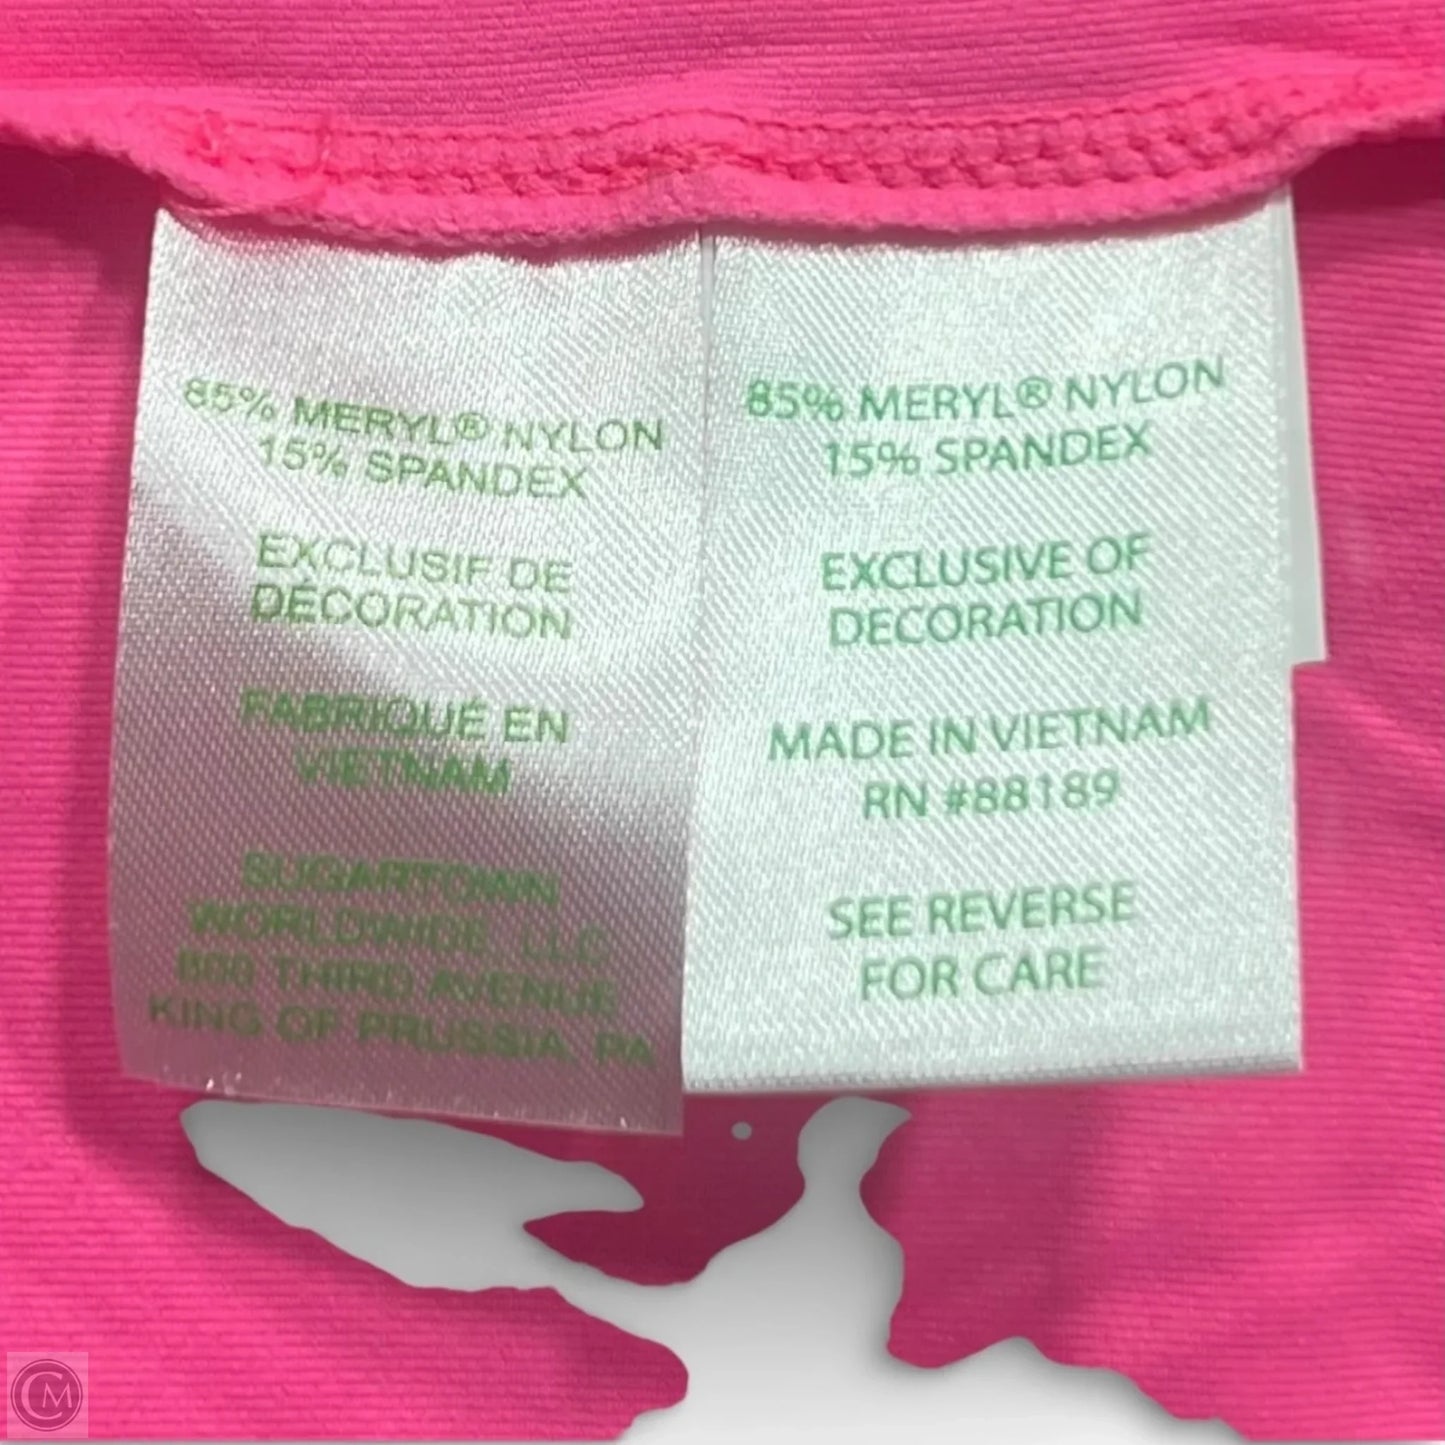 85% MERYL® NYLON
15% SPANDEX
EXCLUSIF DE
DÉCORATION
FABRIQUÉ EN
VIETNAM
SUGARTOWN
WORLDWIDE, LLC
800 THIRD AVENUE
KING OF PRUSSIA, PA
85% MERYL® NYLON
15% SPANDEX
EXCLUSIVE OF
DECORATION
MADE IN VIETNAM
RN #88189
SEE REVERSE
FOR CARE
CM